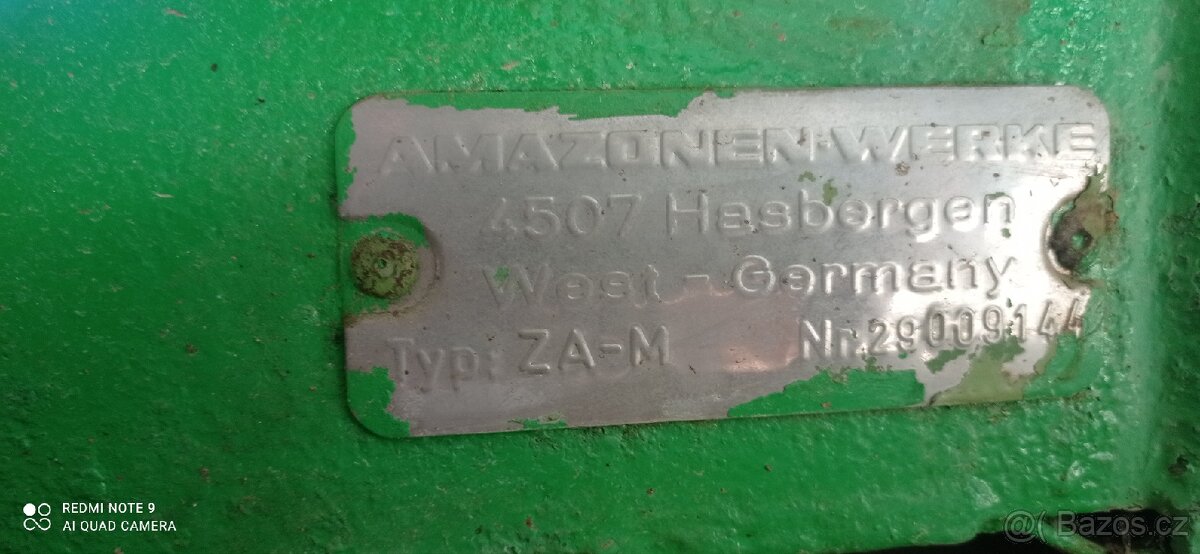 AMAZONEN-WERKE
4507 Hasbergen
West - Germany
Typ: ZA-M Nr. 29009144
REDMI NOTE 9
AI QUAD CAMERA
Bazos.cz